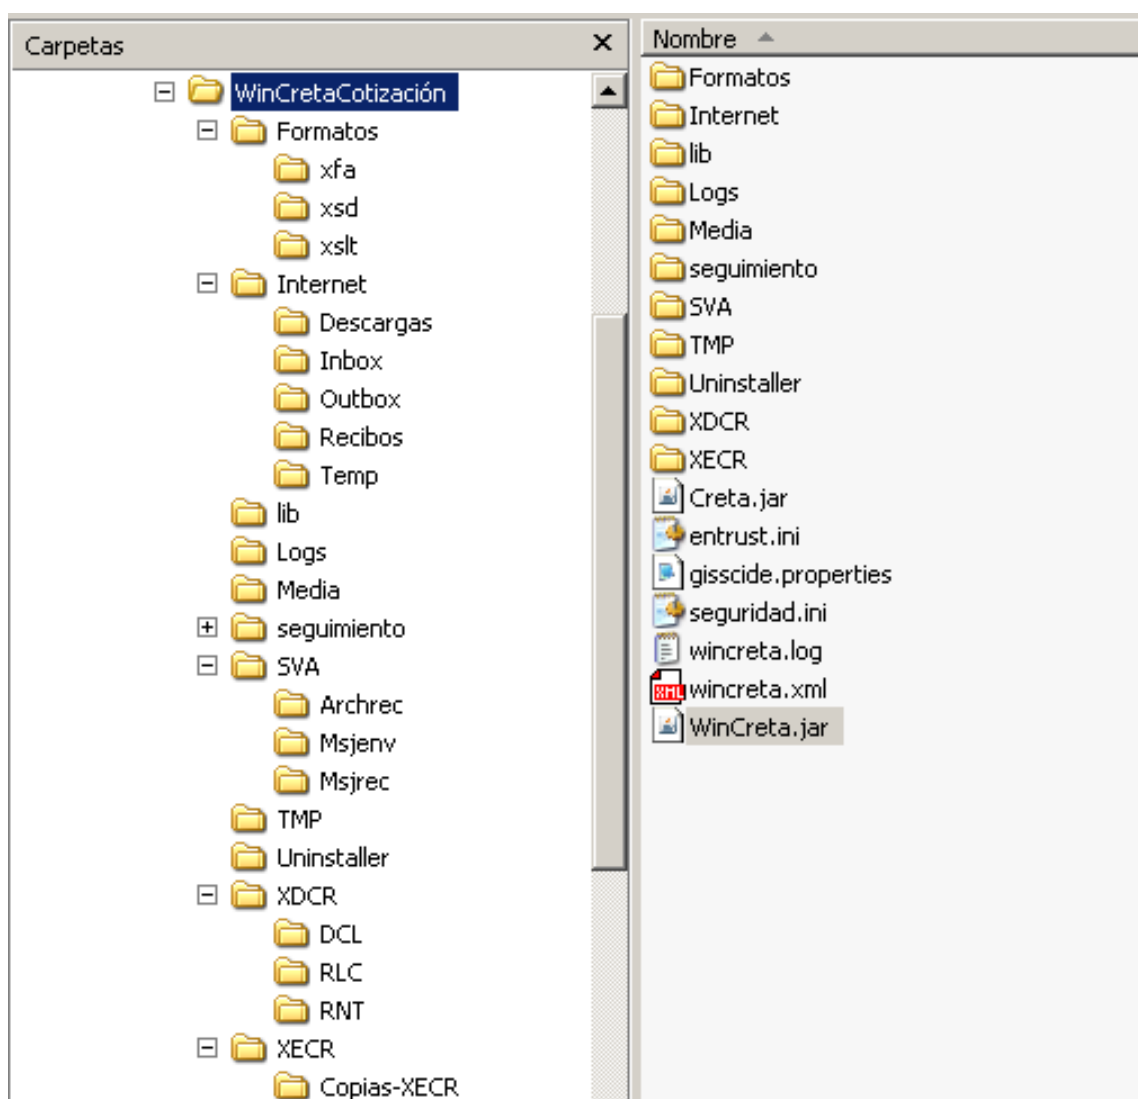 Carpetas
WinCretaCotización
Formatos
xfa
xsd
xslt
Internet
Descargas
Inbox
Outbox
Recibos
Temp
lib
Logs
Media
seguimiento
SVA
Archrec
Msjenv
Msjrec
TMP
Uninstaller
XDCR
DCL
RLC
RNT
XECR
Copias-XECR
Nombre
Formatos
Internet
lib
Logs
Media
seguimiento
SVA
TMP
Uninstaller
XDCR
XECR
Creta.jar
entrust.ini
gisscide.properties
seguridad.ini
wincreta.log
XML wincreta.xml
WinCreta.jar